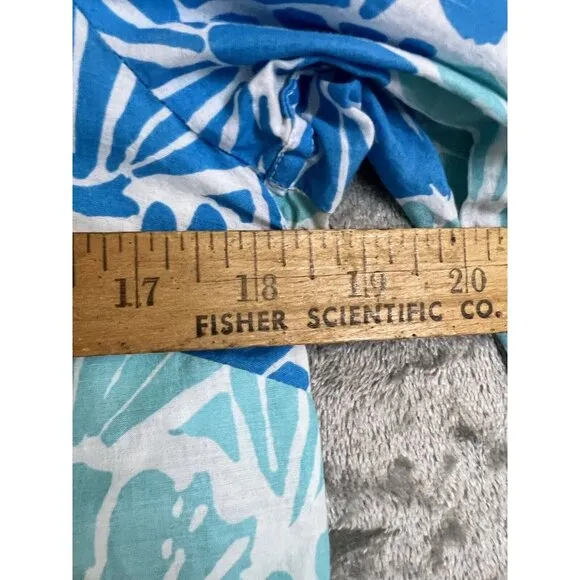 17 18 19 20
FISHER SCIENTIFIC CO.